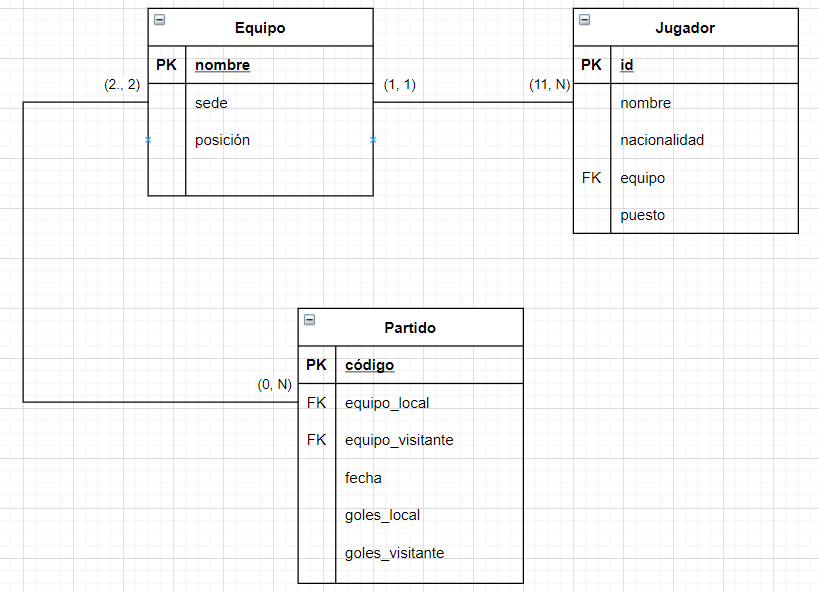 Equipo
PK nombre
sede
posición
(2., 2)
(1, 1)
(11, N)
Jugador
PK id
nombre
nacionalidad
FK equipo
puesto
Partido
PK código
(0, N)
FK equipo_local
FK equipo_visitante
fecha
goles_local
goles_visitante